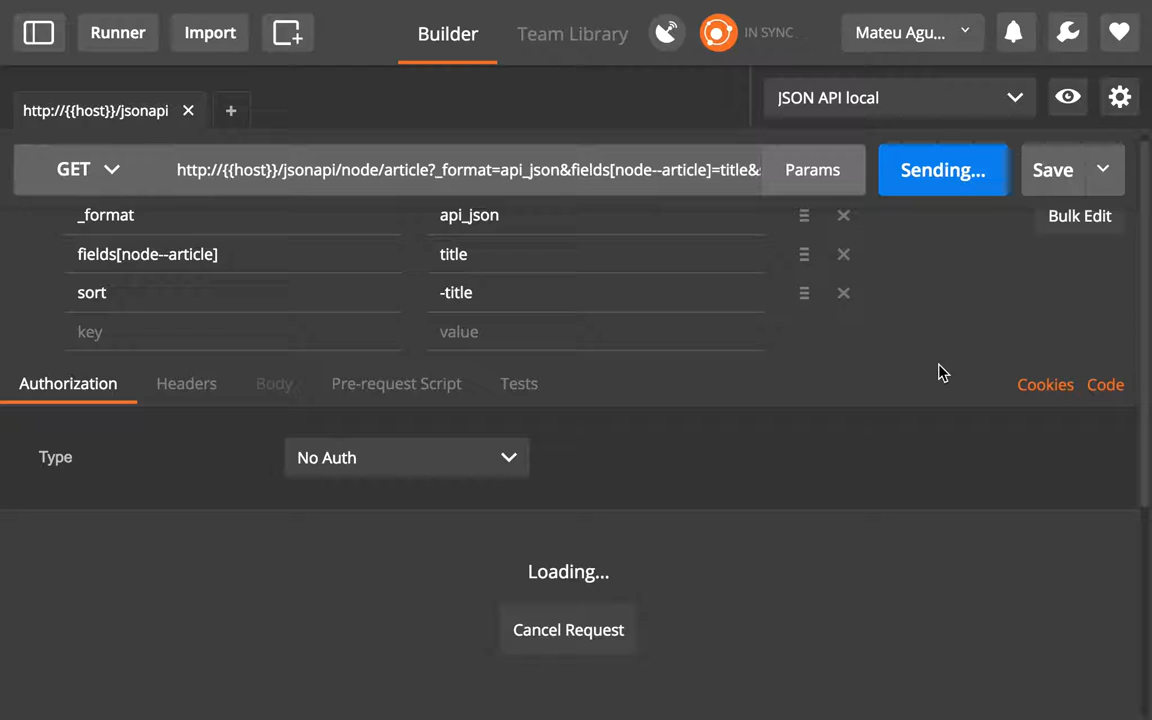 Runner Import Builder Team Library IN SYNC Mateu Agu...
http://{{host}}/jsonapi JSON API local
GET http://{{host}}/jsonapi/node/article?_format=api_json&fields[node--article]=title& Params Sending... Save
_format api_json Bulk Edit
fields[node--article] title
sort -title
key value
Authorization Headers Body Pre-request Script Tests Cookies Code
Type No Auth
Loading...
Cancel Request